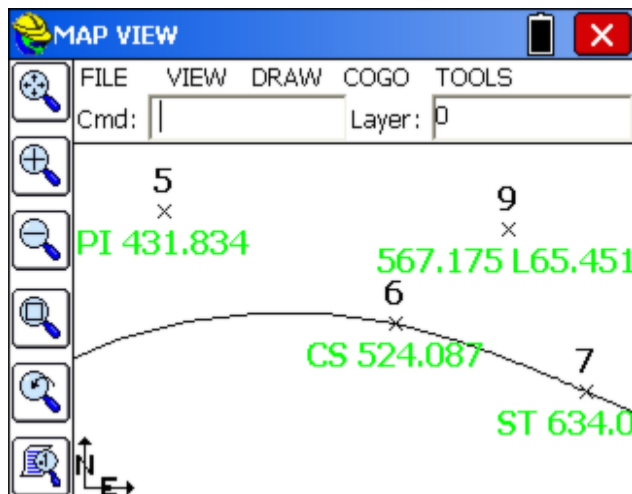 MAP VIEW
FILE VIEW DRAW COGO TOOLS
Cmd: Layer: 0
5
PI 431.834
9
567.175 L65.451
6
CS 524.087
7
ST 634.0
N
E